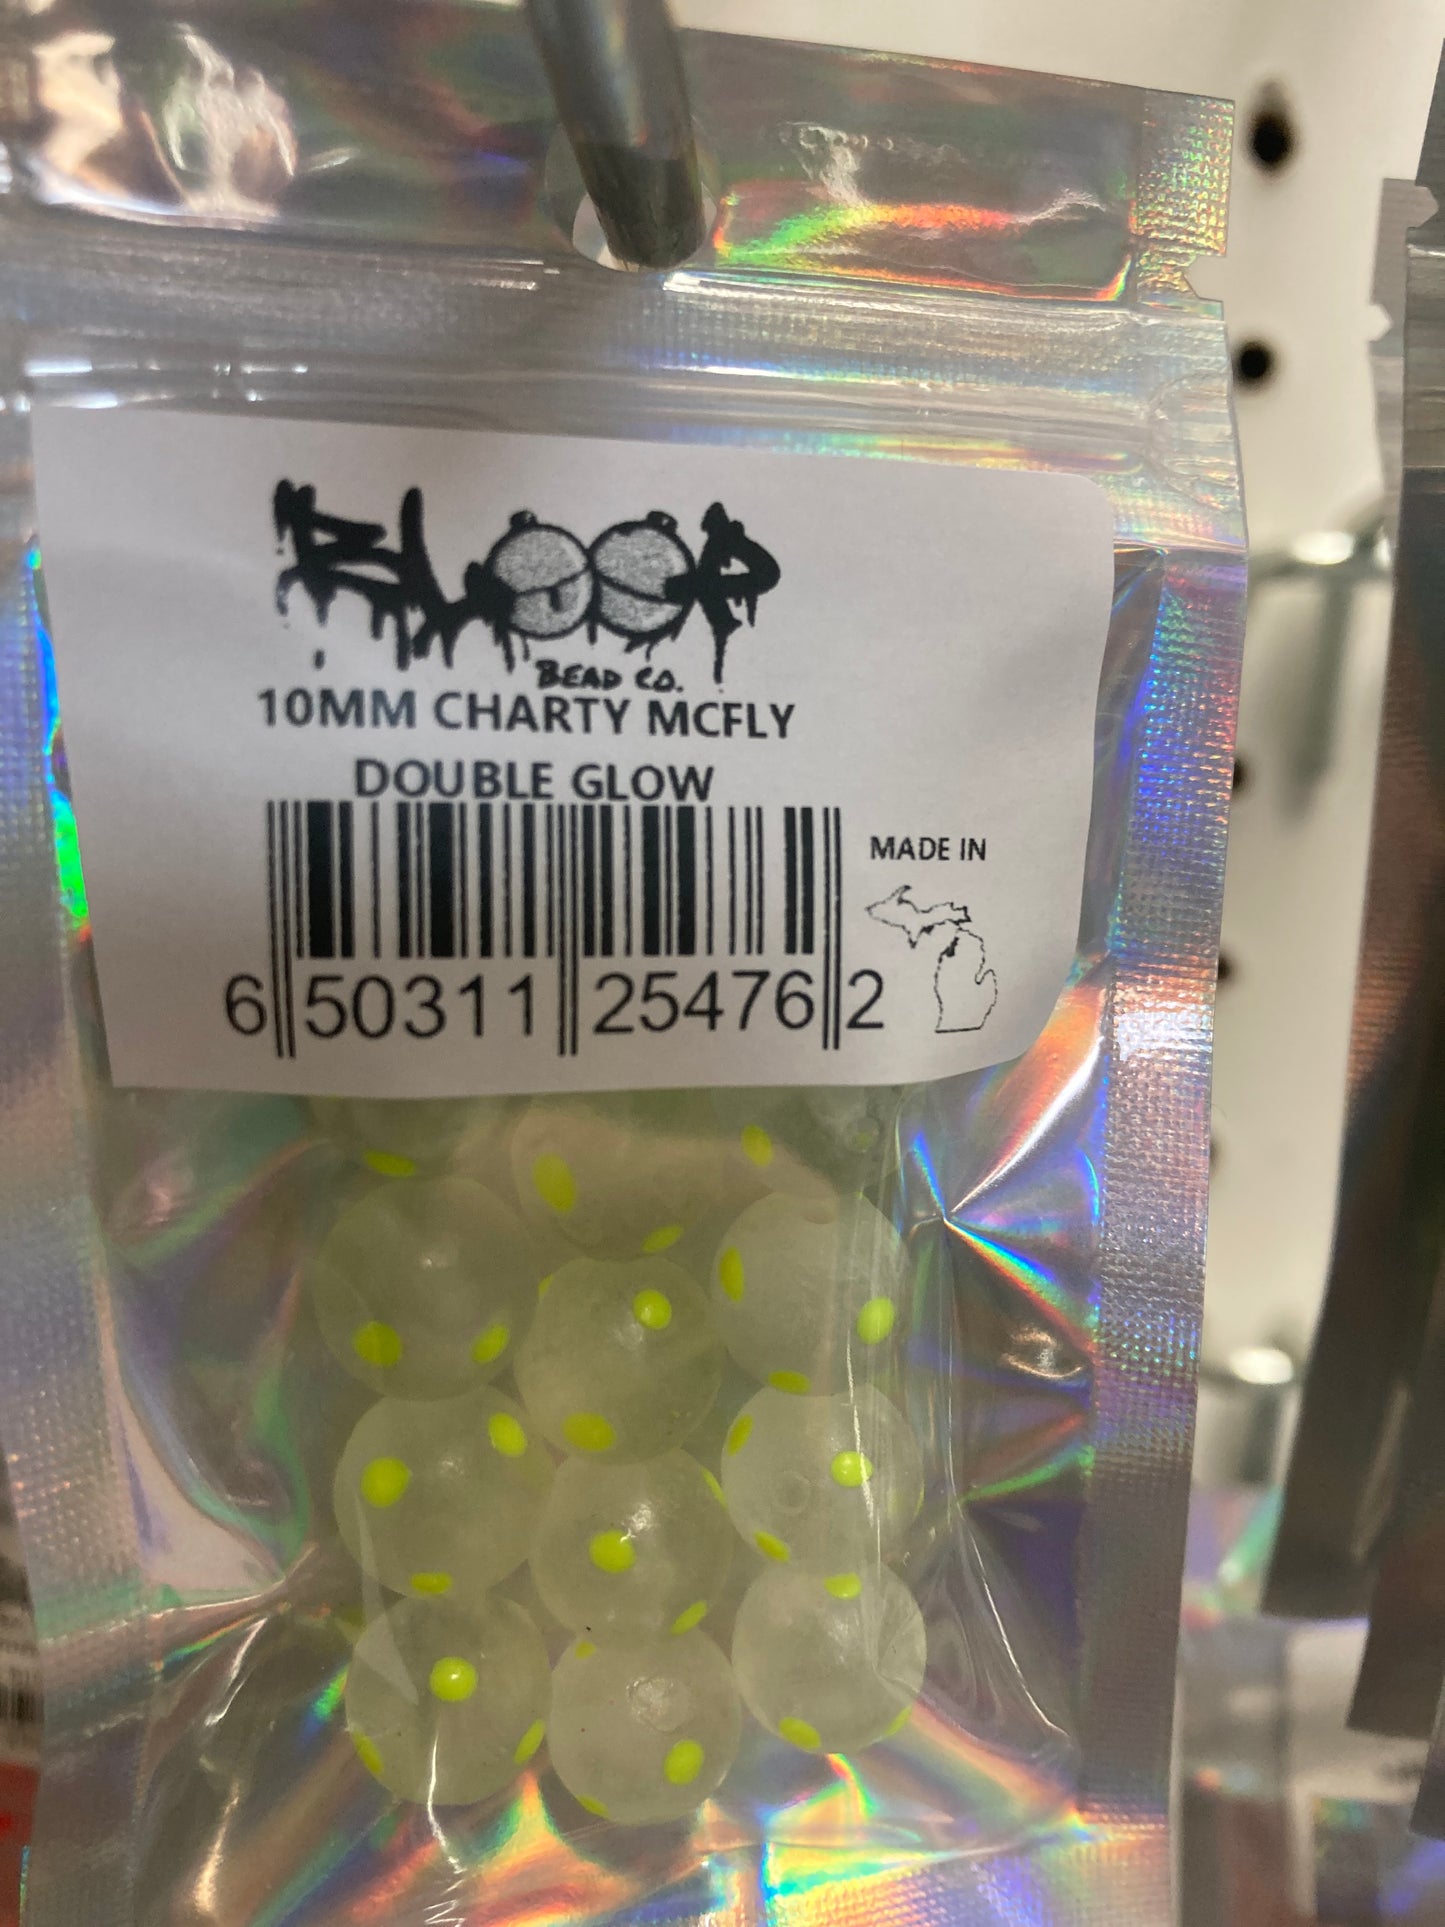 BLOOP
BEAD CO.
10MM CHARTY MCFLY
DOUBLE GLOW
MADE IN
6 50311 25476 2